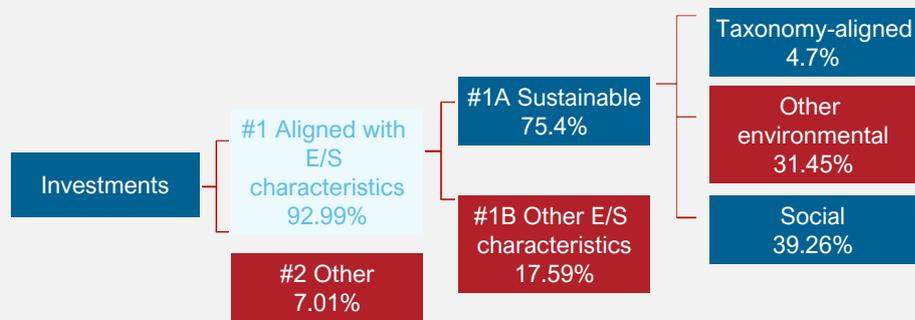 Investments
#1 Aligned with
E/S
characteristics
92.99%
#2 Other
7.01%
#1A Sustainable
75.4%
#1B Other E/S
characteristics
17.59%
Taxonomy-aligned
4.7%
Other
environmental
31.45%
Social
39.26%